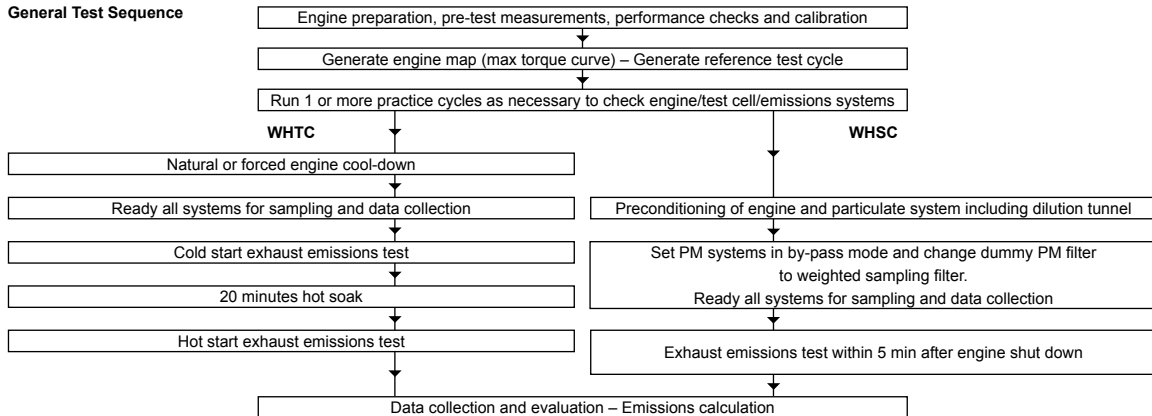 General Test Sequence
Engine preparation, pre-test measurements, performance checks and calibration
Generate engine map (max torque curve) – Generate reference test cycle
Run 1 or more practice cycles as necessary to check engine/test cell/emissions systems
WHTC
WHSC
Natural or forced engine cool-down
Ready all systems for sampling and data collection
Cold start exhaust emissions test
20 minutes hot soak
Hot start exhaust emissions test
Preconditioning of engine and particulate system including dilution tunnel
Set PM systems in by-pass mode and change dummy PM filter
to weighted sampling filter.
Ready all systems for sampling and data collection
Exhaust emissions test within 5 min after engine shut down
Data collection and evaluation – Emissions calculation